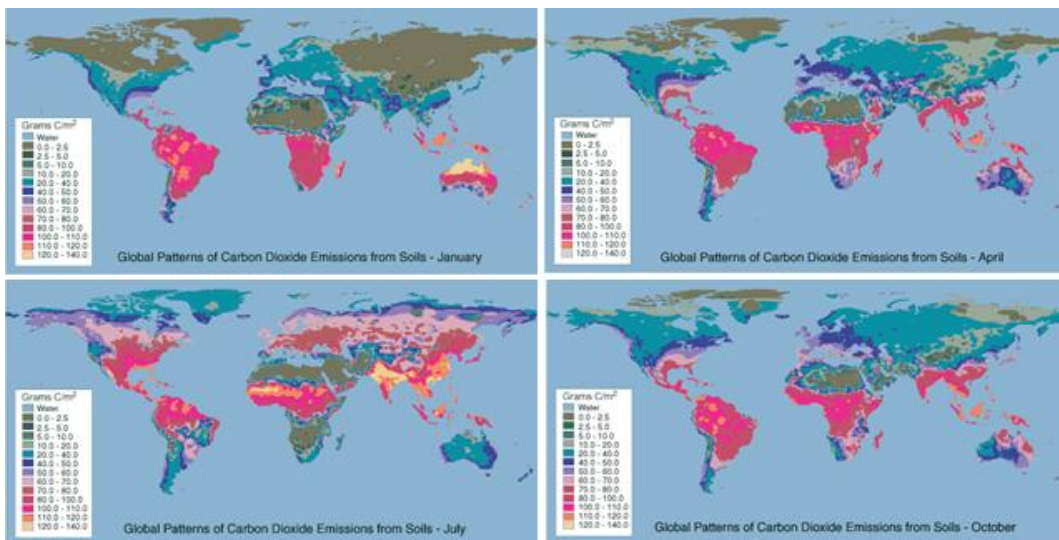 Grams C/m²
Water
0.0 - 2.5
2.5 - 5.0
5.0 - 10.0
10.0 - 20.0
20.0 - 40.0
40.0 - 50.0
50.0 - 60.0
60.0 - 70.0
70.0 - 80.0
80.0 - 100.0
100.0 - 110.0
110.0 - 120.0
120.0 - 140.0
Global Patterns of Carbon Dioxide Emissions from Soils - January
Grams C/m²
Water
0 - 2.5
2.5 - 5.0
5.0 - 10.0
10.0 - 20.0
20.0 - 40.0
40.0 - 50.0
50.0 - 60.0
60.0 - 70.0
70.0 - 80.0
80.0 - 100.0
100.0 - 110.0
110.0 - 120.0
120.0 - 140.0
Global Patterns of Carbon Dioxide Emissions from Soils - April
Grams C/m²
Water
0.0 - 2.5
2.5 - 5.0
5.0 - 10.0
10.0 - 20.0
20.0 - 40.0
40.0 - 50.0
50.0 - 60.0
60.0 - 70.0
70.0 - 80.0
80.0 - 100.0
100.0 - 110.0
110.0 - 120.0
120.0 - 140.0
Global Patterns of Carbon Dioxide Emissions from Soils - July
Grams C/m²
Water
0.0 - 2.5
2.5 - 5.0
5.0 - 10.0
10.0 - 20.0
20.0 - 40.0
40.0 - 50.0
50.0 - 60.0
60.0 - 70.0
70.0 - 80.0
80.0 - 100.0
100.0 - 110.0
110.0 - 120.0
120.0 - 140.0
Global Patterns of Carbon Dioxide Emissions from Soils - October